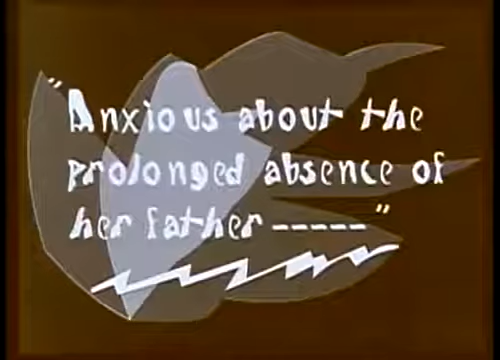 "Anxious about the
prolonged absence of
her father -----"